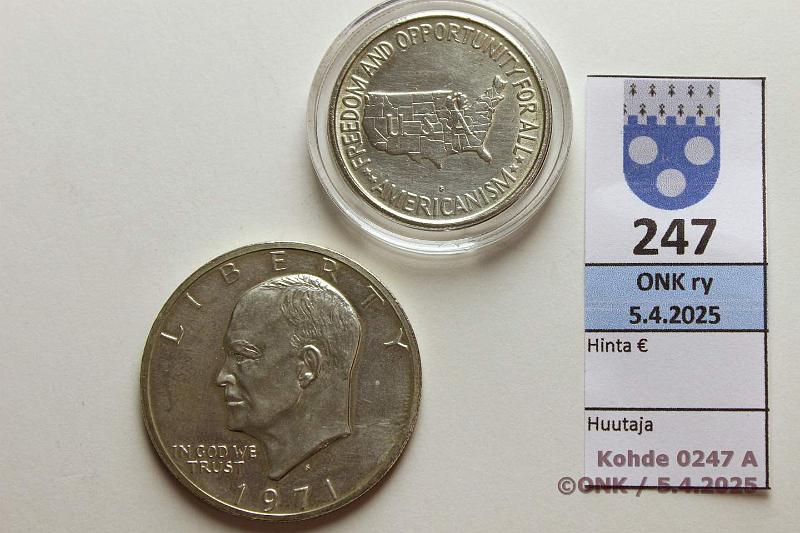 FREEDOM AND OPPORTUNITY FOR ALL
U S A
★★ AMERICANISM ★★
S
LIBERTY
IN GOD WE
TRUST
S
1971
247
ONK ry
5.4.2025
Hinta €
Huutaja
Kohde 0247 A
©ONK / 5.4.2025